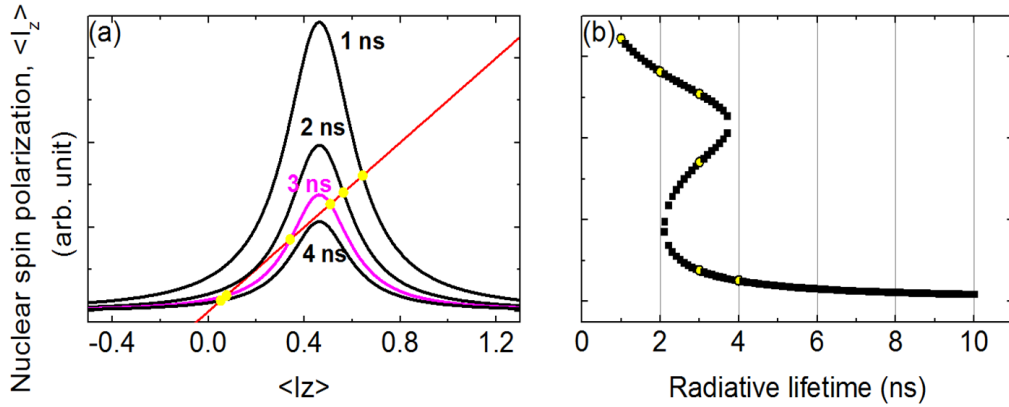 Nuclear spin polarization, <I_z>
(arb. unit)
(a)
1 ns
2 ns
3 ns
4 ns
-0.4 0.0 0.4 0.8 1.2
<Iz>
(b)
0 2 4 6 8 10
Radiative lifetime (ns)